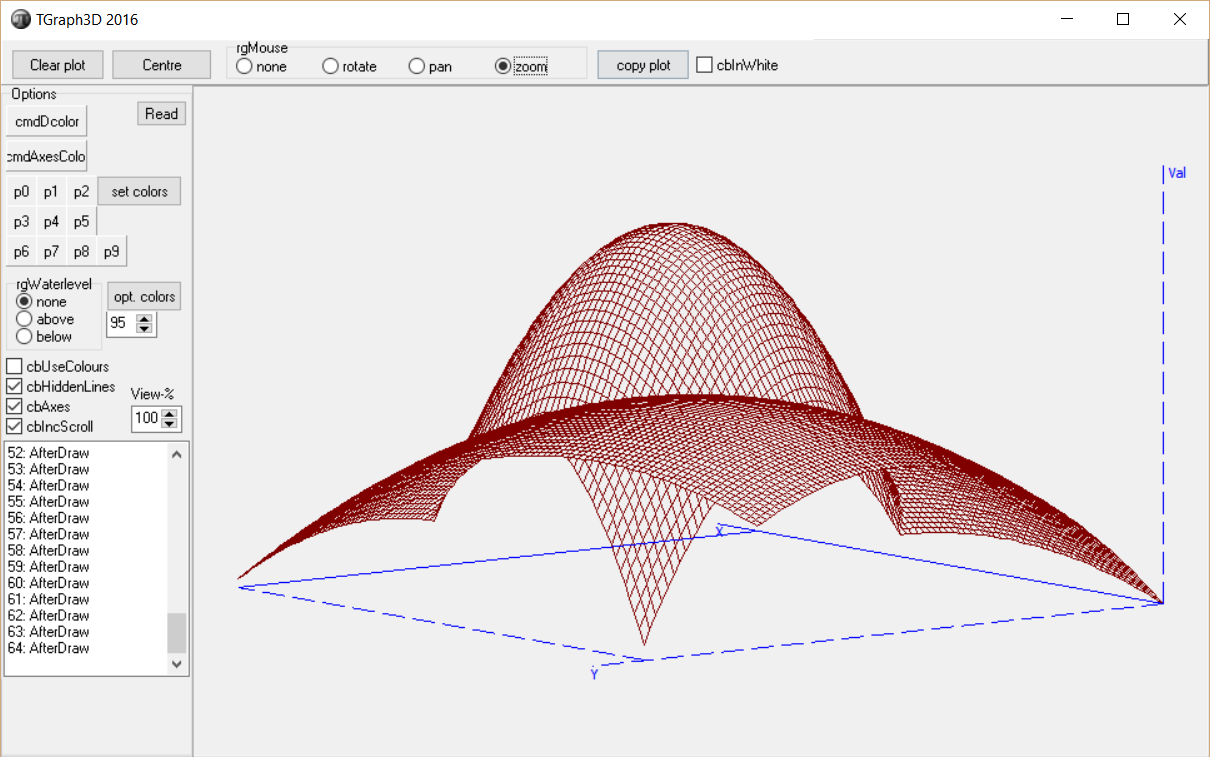 TGraph3D 2016
Clear plot
Centre
rgMouse
none
rotate
pan
zoom
copy plot
cbInWhite
Options
cmdDcolor
Read
cmdAxesColo
p0 p1 p2 set colors
p3 p4 p5
p6 p7 p8 p9
rgWaterlevel
none
above
below
opt. colors
95
cbUseColours
cbHiddenLines
cbAxes
cbIncScroll
View-%
100
52: AfterDraw
53: AfterDraw
54: AfterDraw
55: AfterDraw
56: AfterDraw
57: AfterDraw
58: AfterDraw
59: AfterDraw
60: AfterDraw
61: AfterDraw
62: AfterDraw
63: AfterDraw
64: AfterDraw
Val
X
Y